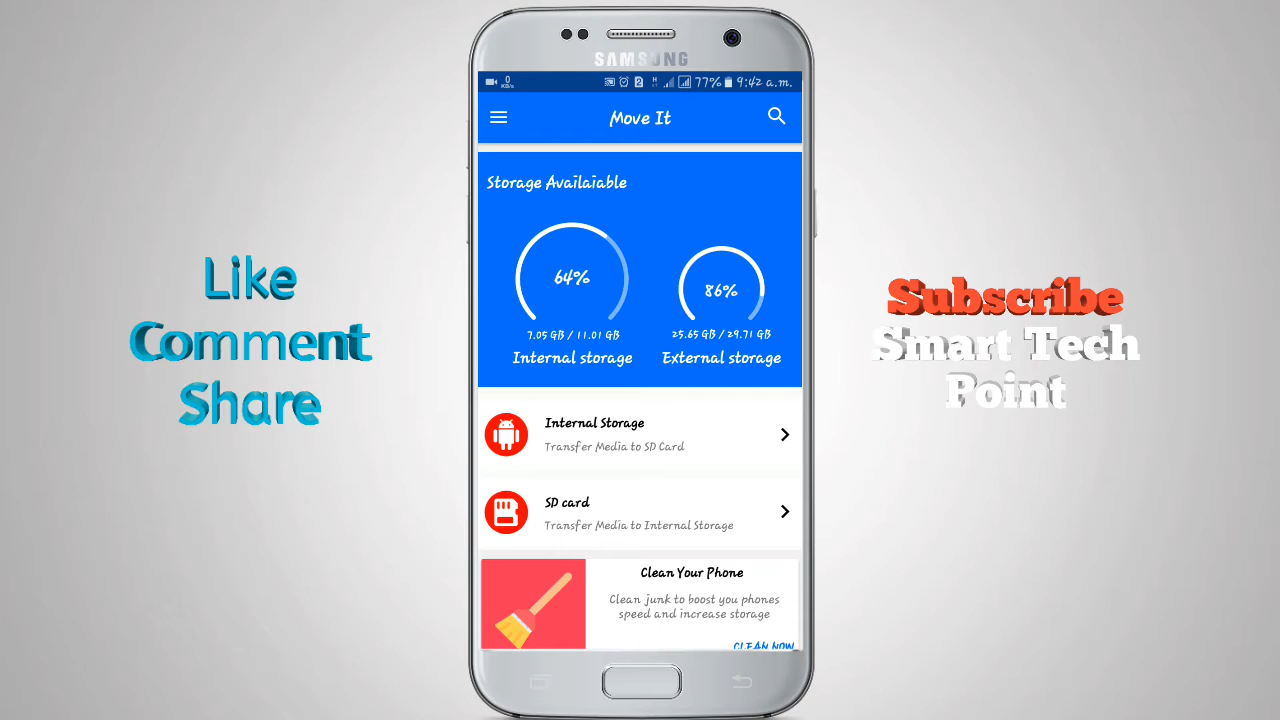 SAMSUNG
0
KB/s
2
H
77%
9:42 a.m.
Move It
Storage Availaiable
64%
86%
7.05 GB / 11.01 GB
25.65 GB / 29.71 GB
Internal storage
External storage
Internal Storage
Transfer Media to SD Card
SD card
Transfer Media to Internal Storage
Clean Your Phone
Clean junk to boost you phones
speed and increase storage
CLEAN NOW
Like
Comment
Share
Subscribe
Smart Tech
Point